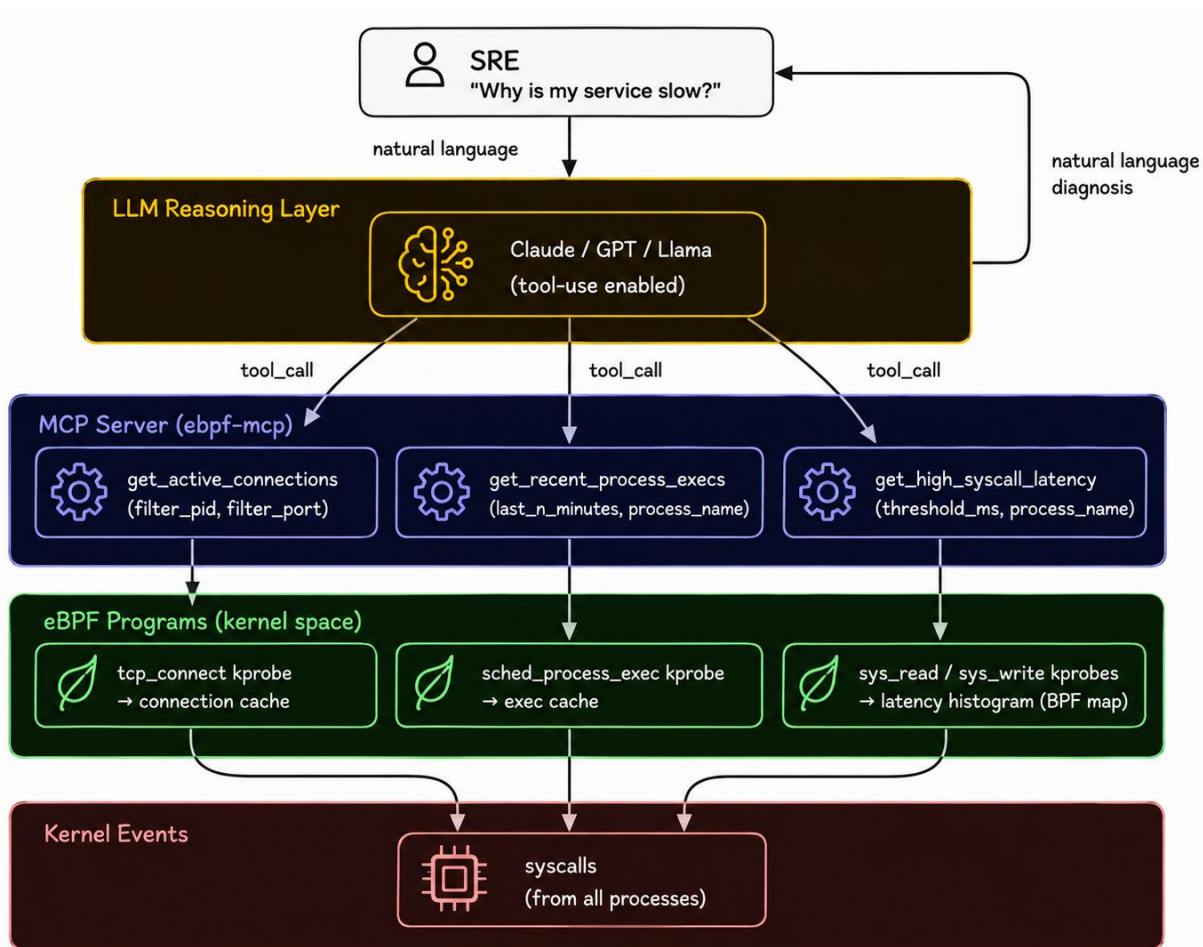 SRE
“Why is my service slow?”
natural language
natural language
diagnosis
LLM Reasoning Layer
Claude / GPT / Llama
(tool-use enabled)
tool_call
tool_call
tool_call
MCP Server (ebpf-mcp)
get_active_connections
(filter_pid, filter_port)
get_recent_process_execs
(last_n_minutes, process_name)
get_high_syscall_latency
(threshold_ms, process_name)
eBPF Programs (kernel space)
tcp_connect kprobe
→ connection cache
sched_process_exec kprobe
→ exec cache
sys_read / sys_write kprobes
→ latency histogram (BPF map)
Kernel Events
syscalls
(from all processes)